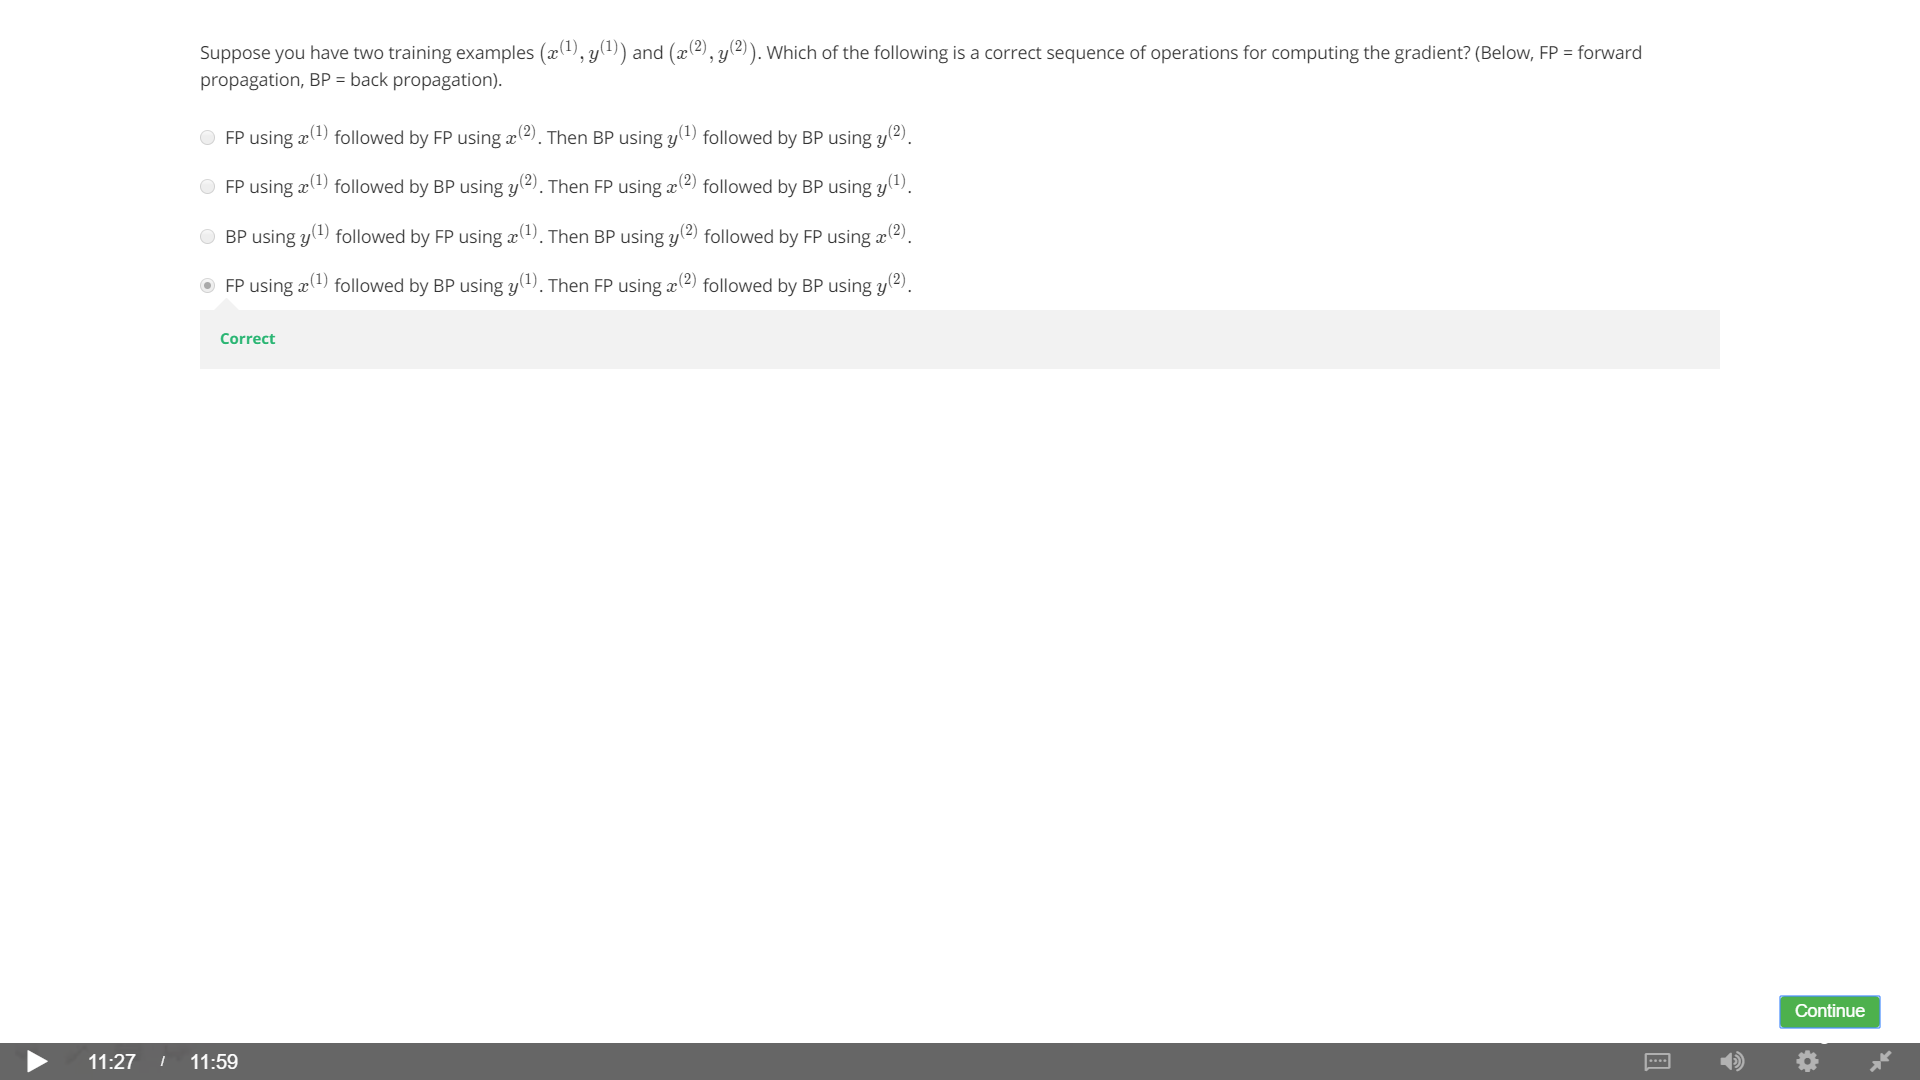 Suppose you have two training examples (x^(1), y^(1)) and (x^(2), y^(2)). Which of the following is a correct sequence of operations for computing the gradient? (Below, FP = forward
propagation, BP = back propagation).
FP using x^(1) followed by FP using x^(2). Then BP using y^(1) followed by BP using y^(2).
FP using x^(1) followed by BP using y^(2). Then FP using x^(2) followed by BP using y^(1).
BP using y^(1) followed by FP using x^(1). Then BP using y^(2) followed by FP using x^(2).
FP using x^(1) followed by BP using y^(1). Then FP using x^(2) followed by BP using y^(2).
Correct
Continue
11:27 / 11:59